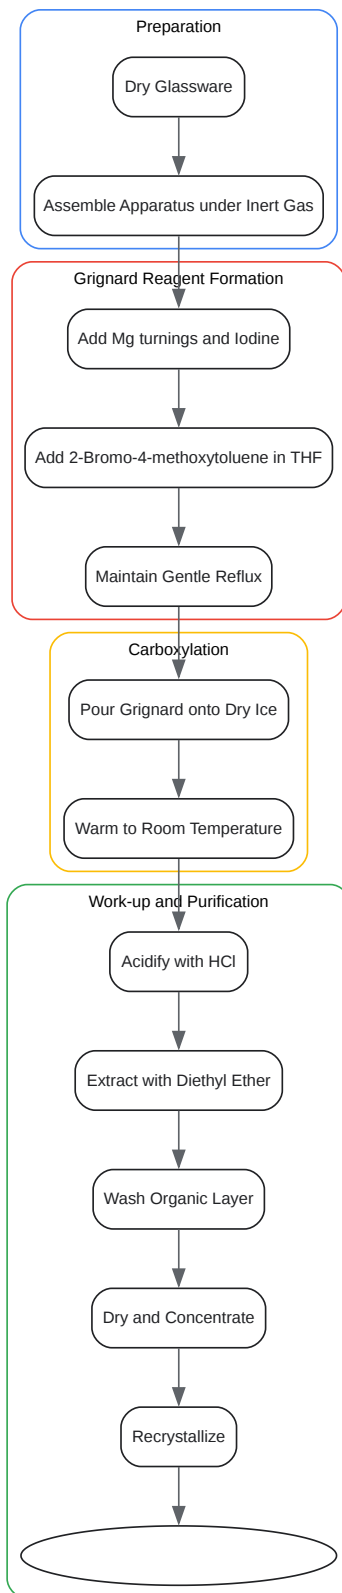 Preparation
Dry Glassware
Assemble Apparatus under Inert Gas
Grignard Reagent Formation
Add Mg turnings and Iodine
Add 2-Bromo-4-methoxytoluene in THF
Maintain Gentle Reflux
Carboxylation
Pour Grignard onto Dry Ice
Warm to Room Temperature
Work-up and Purification
Acidify with HCl
Extract with Diethyl Ether
Wash Organic Layer
Dry and Concentrate
Recrystallize